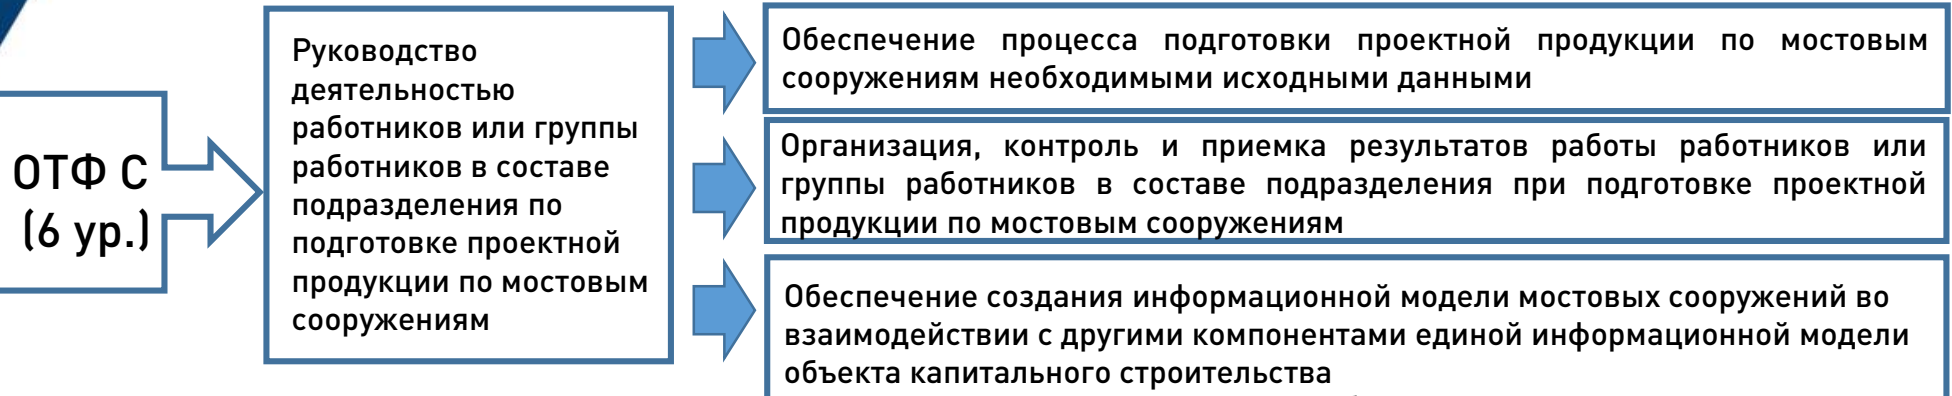 ОТФ С
(6 ур.)
Руководство
деятельностью
работников или группы
работников в составе
подразделения по
подготовке проектной
продукции по мостовым
сооружениям
Обеспечение процесса подготовки проектной продукции по мостовым
сооружениям необходимыми исходными данными
Организация, контроль и приемка результатов работы работников или
группы работников в составе подразделения при подготовке проектной
продукции по мостовым сооружениям
Обеспечение создания информационной модели мостовых сооружений во
взаимодействии с другими компонентами единой информационной модели
объекта капитального строительства